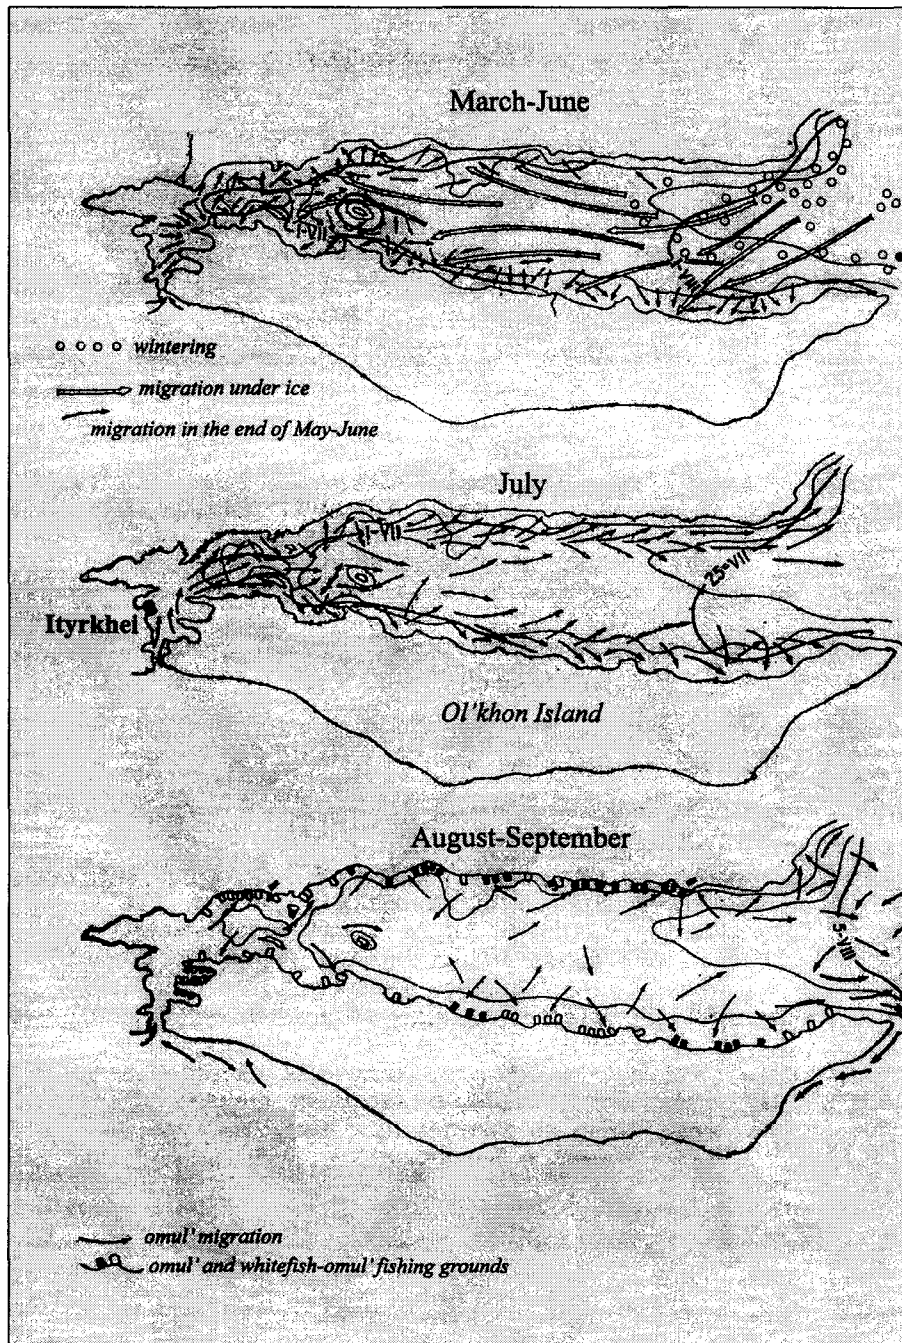 March-June
I-VII
VIII
wintering
migration under ice
migration in the end of May-June
July
I-VII
25-VII
Ityrkhei
Ol'khon Island
August-September
5-VIII
omul' migration
omul' and whitefish-omul' fishing grounds